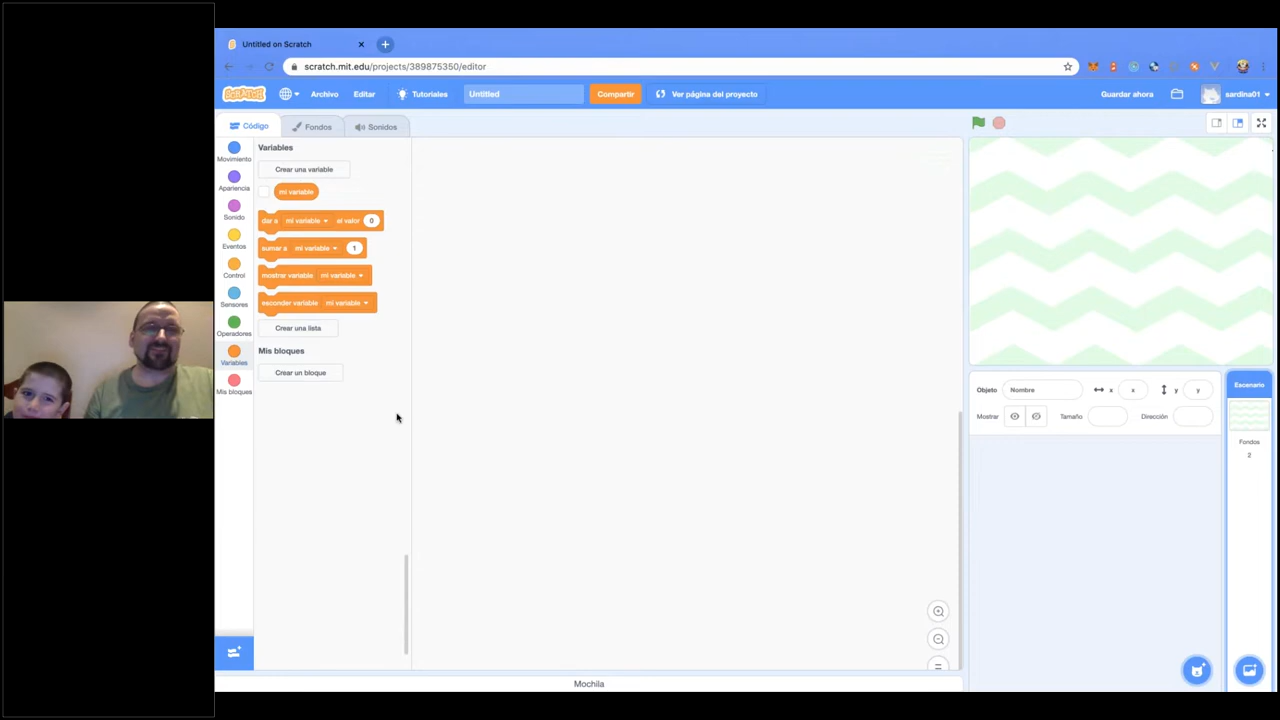 Untitled on Scratch
scratch.mit.edu/projects/389875350/editor
SCRATCH Archivo Editar Tutoriales Untitled Compartir Ver página del proyecto Guardar ahora sardina01
Código Fondos Sonidos
Movimiento
Apariencia
Sonido
Eventos
Control
Sensores
Operadores
Variables
Mis bloques
Variables
Crear una variable
mi variable
dar a mi variable el valor 0
sumar a mi variable 1
mostrar variable mi variable
esconder variable mi variable
Crear una lista
Mis bloques
Crear un bloque
Objeto Nombre x x y y
Mostrar Tamaño Dirección
Escenario
Fondos
2
Mochila